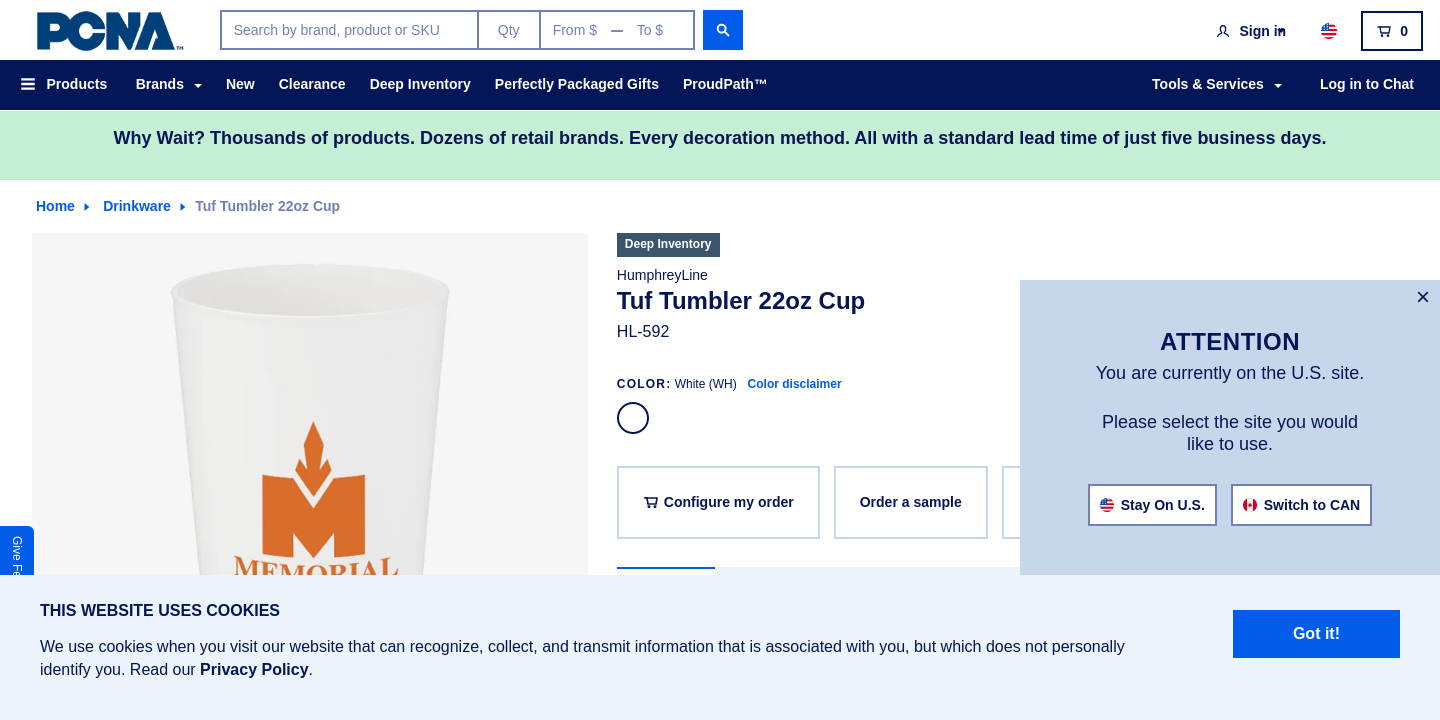 PCNA™
Search by brand, product or SKU
Qty
From $ — To $
Sign in
0
Products
Brands
New
Clearance
Deep Inventory
Perfectly Packaged Gifts
ProudPath™
Tools & Services
Log in to Chat
Why Wait? Thousands of products. Dozens of retail brands. Every decoration method. All with a standard lead time of just five business days.
Home
Drinkware
Tuf Tumbler 22oz Cup
MEMORIAL
Deep Inventory
HumphreyLine
Tuf Tumbler 22oz Cup
HL-592
COLOR: White (WH) Color disclaimer
Configure my order
Order a sample
×
ATTENTION
You are currently on the U.S. site.
Please select the site you would
like to use.
Stay On U.S.
Switch to CAN
Give Fe
THIS WEBSITE USES COOKIES
We use cookies when you visit our website that can recognize, collect, and transmit information that is associated with you, but which does not personally
identify you. Read our Privacy Policy.
Got it!